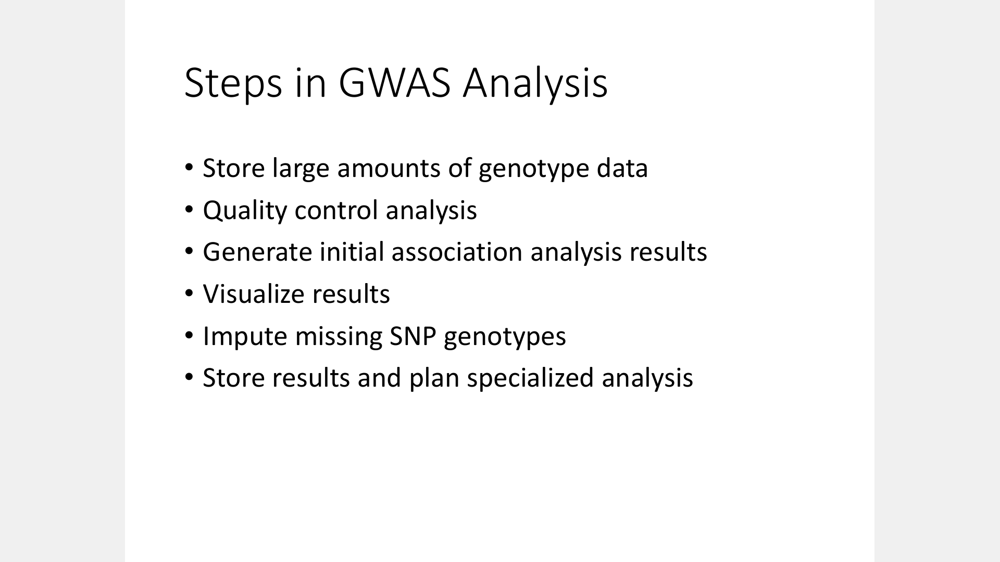 Steps in GWAS Analysis
• Store large amounts of genotype data
• Quality control analysis
• Generate initial association analysis results
• Visualize results
• Impute missing SNP genotypes
• Store results and plan specialized analysis